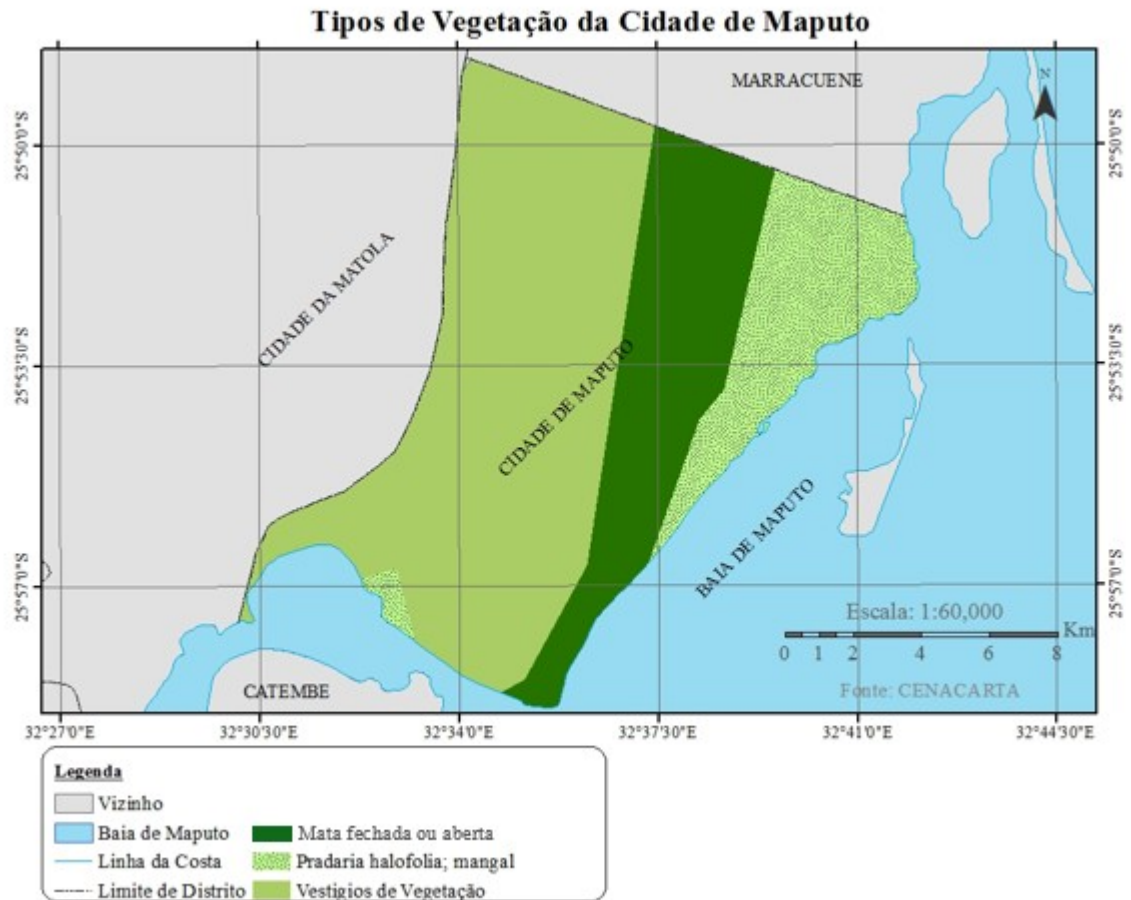 Tipos de Vegetação da Cidade de Maputo
MARRACUENE
N
25°50'0"S
25°50'0"S
CIDADE DA MATOLA
25°53'30"S
25°53'30"S
CIDADE DE MAPUTO
BAIA DE MAPUTO
25°57'0"S
25°57'0"S
Escala: 1:60,000
Km
0 1 2 4 6 8
Fonte: CENACARTA
CATEMBE
32°27'0"E 32°30'30"E 32°34'0"E 32°37'30"E 32°41'0"E 32°44'30"E
Legenda
Vizinho
Baia de Maputo
Linha da Costa
Limite de Distrito
Mata fechada ou aberta
Pradaria halofolia; mangal
Vestigios de Vegetação